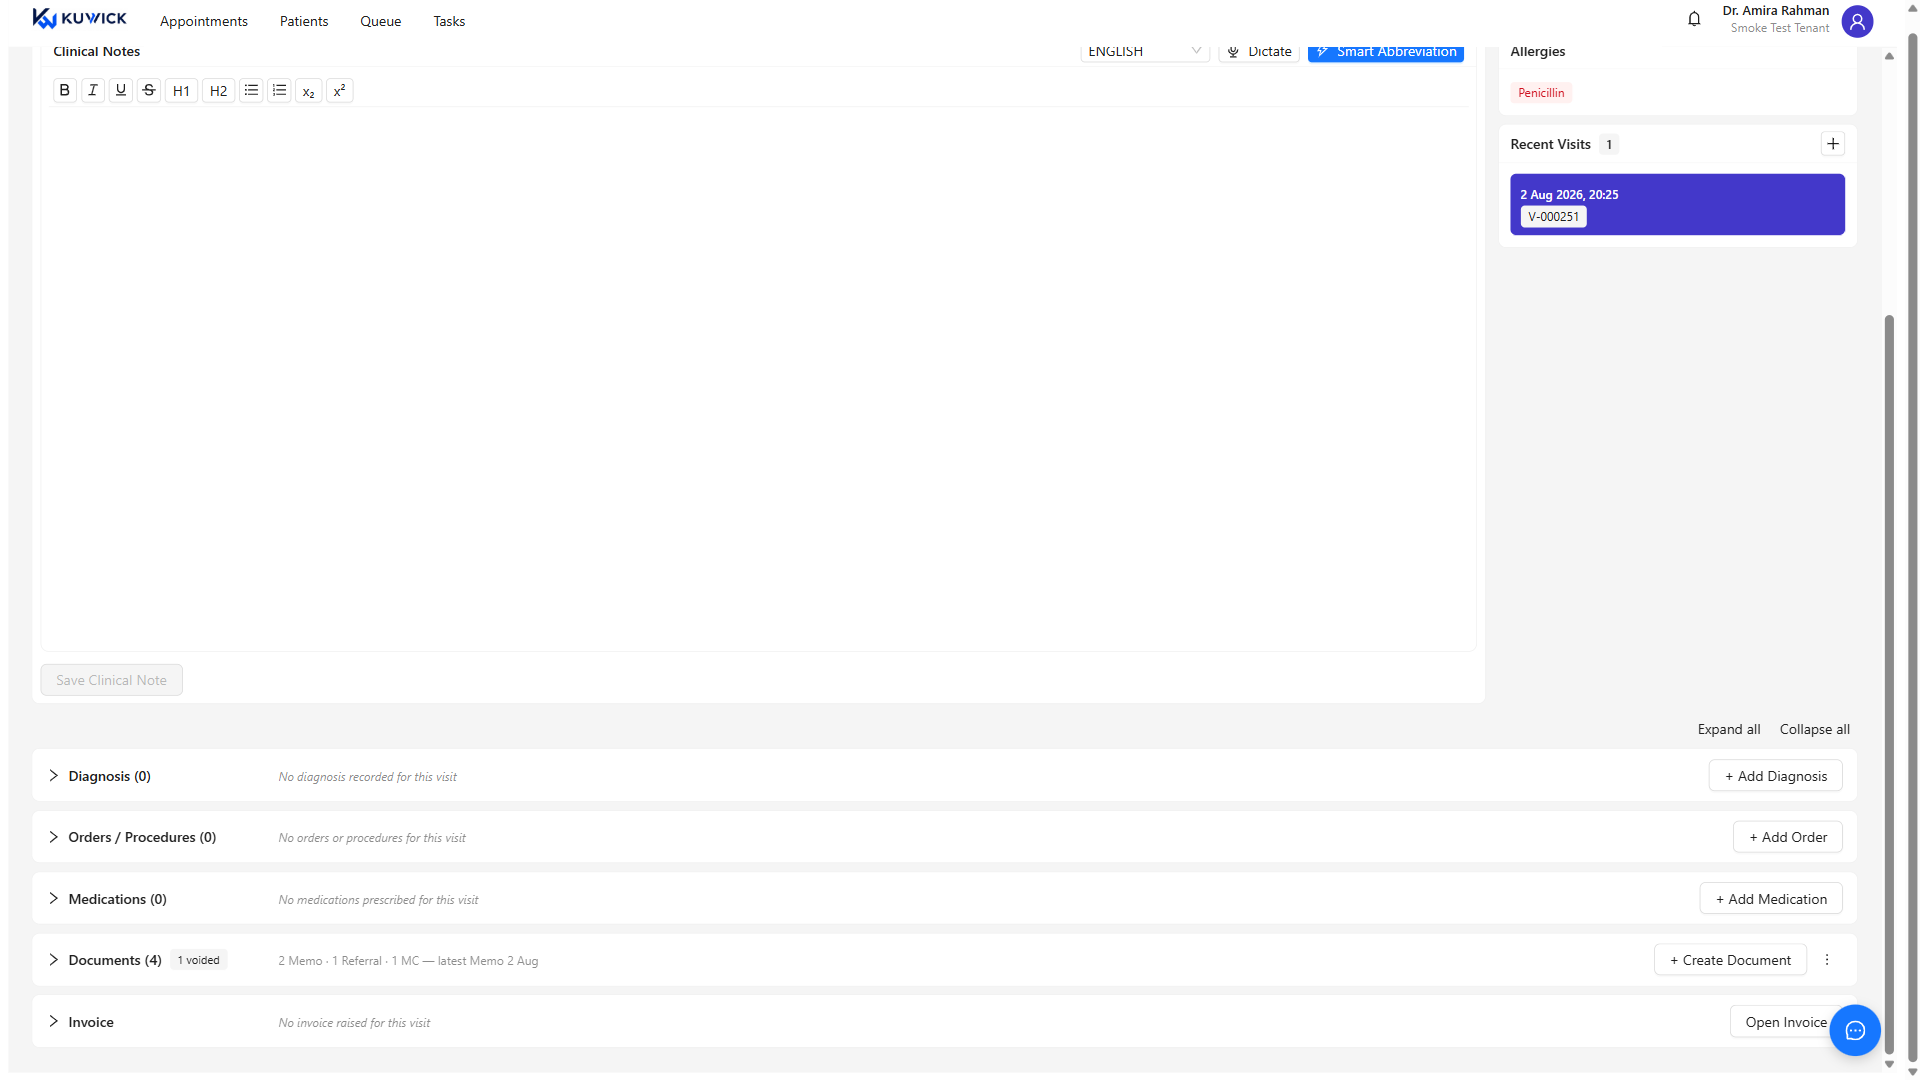 KUWICK Appointments Patients Queue Tasks
Dr. Amira Rahman
Smoke Test Tenant
Clinical Notes ENGLISH Dictate Smart Abbreviation
B I U S H1 H2 x₂ x²
Allergies
Penicillin
Recent Visits 1 +
2 Aug 2026, 20:25
V-000251
Save Clinical Note
Expand all Collapse all
Diagnosis (0) No diagnosis recorded for this visit + Add Diagnosis
Orders / Procedures (0) No orders or procedures for this visit + Add Order
Medications (0) No medications prescribed for this visit + Add Medication
Documents (4) 1 voided 2 Memo · 1 Referral · 1 MC — latest Memo 2 Aug + Create Document
Invoice No invoice raised for this visit Open Invoice